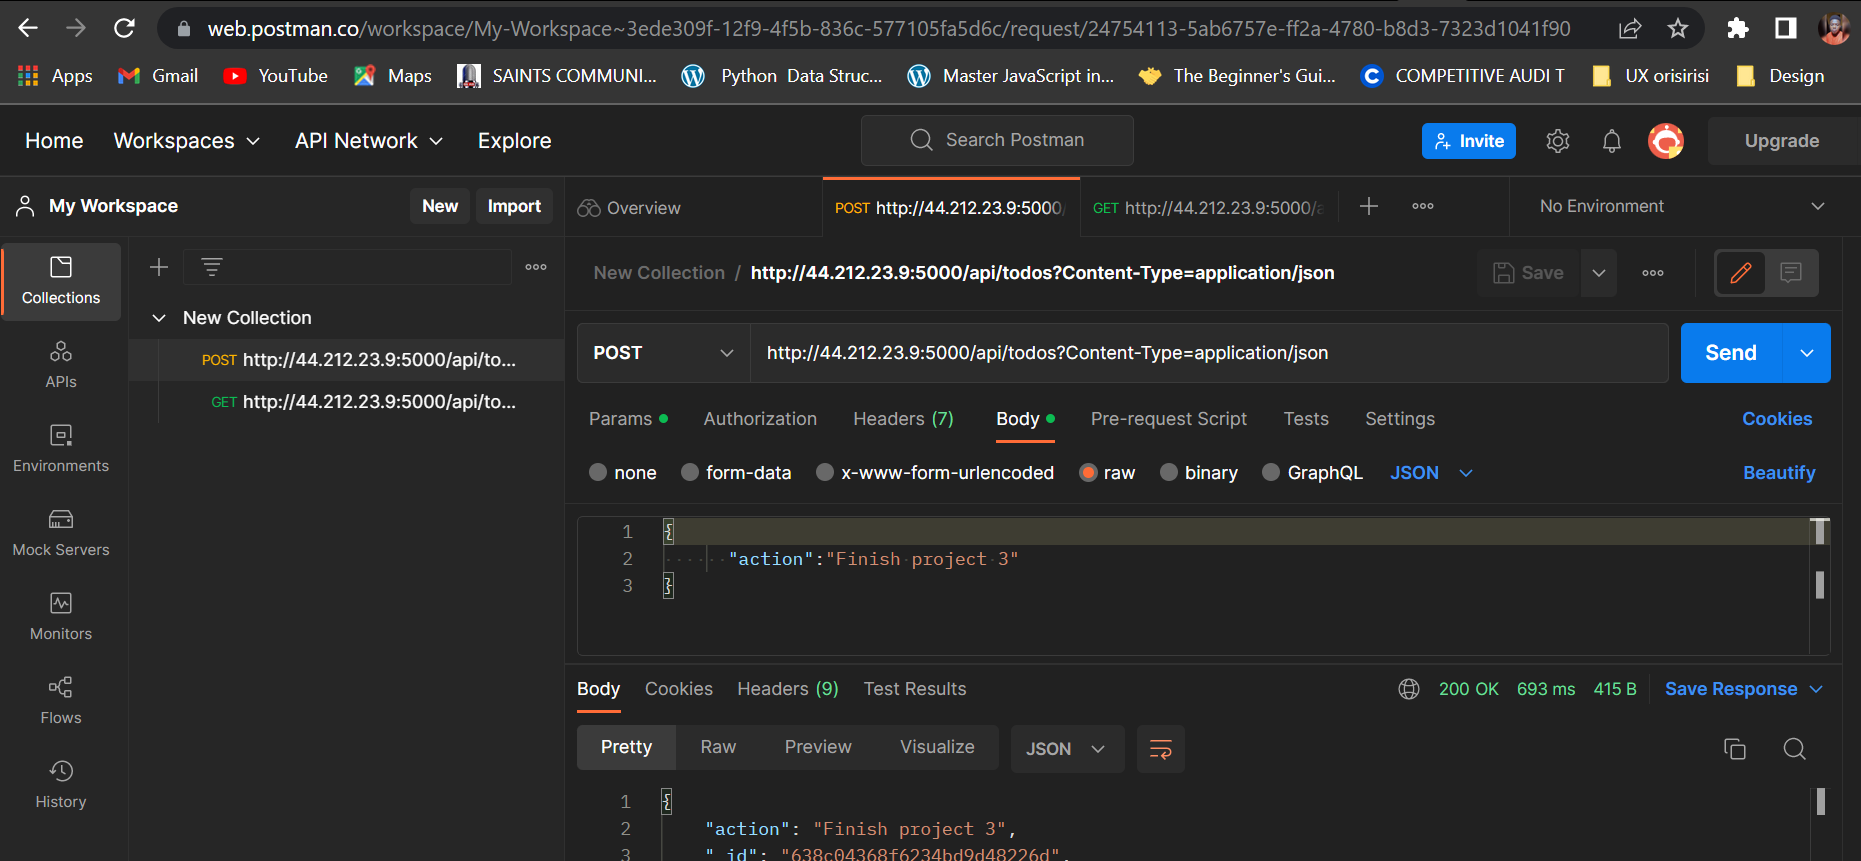 web.postman.co/workspace/My-Workspace~3ede309f-12f9-4f5b-836c-577105fa5d6c/request/24754113-5ab6757e-ff2a-4780-b8d3-7323d1041f90
Apps Gmail YouTube Maps SAINTS COMMUNI... Python Data Struc... Master JavaScript in... The Beginner's Gui... COMPETITIVE AUDI T UX orisirisi Design
Home Workspaces API Network Explore Search Postman Invite Upgrade
My Workspace New Import Overview POST http://44.212.23.9:5000/ GET http://44.212.23.9:5000/a No Environment
Collections
APIs
Environments
Mock Servers
Monitors
Flows
History
New Collection
POST http://44.212.23.9:5000/api/to...
GET http://44.212.23.9:5000/api/to...
New Collection / http://44.212.23.9:5000/api/todos?Content-Type=application/json Save
POST http://44.212.23.9:5000/api/todos?Content-Type=application/json Send
Params Authorization Headers (7) Body Pre-request Script Tests Settings Cookies
none form-data x-www-form-urlencoded raw binary GraphQL JSON Beautify
1 {
2 "action":"Finish project 3"
3 }
Body Cookies Headers (9) Test Results 200 OK 693 ms 415 B Save Response
Pretty Raw Preview Visualize JSON
1 {
2 "action": "Finish project 3",
3 "_id": "638c04368f6234bd9d48226d",